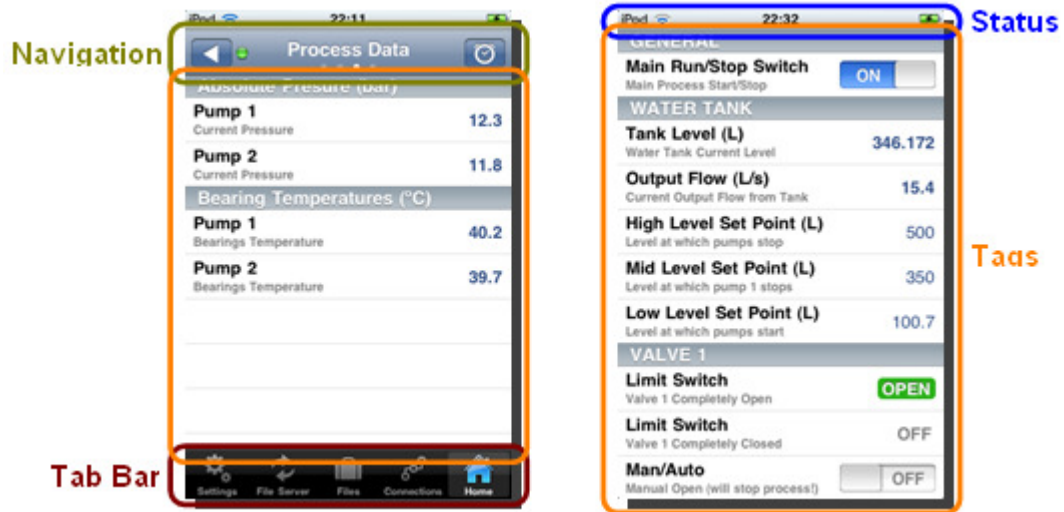 Navigation
iPod 22:11
Process Data
Absolute Presure (bar)
Pump 1
Current Pressure
12.3
Pump 2
Current Pressure
11.8
Bearing Temperatures (°C)
Pump 1
Bearings Temperature
40.2
Pump 2
Bearings Temperature
39.7
Tab Bar
Settings File Server Files Connections Home
iPod 22:32
Status
GENERAL
Main Run/Stop Switch
Main Process Start/Stop
ON
WATER TANK
Tank Level (L)
Water Tank Current Level
346.172
Output Flow (L/s)
Current Output Flow from Tank
15.4
High Level Set Point (L)
Level at which pumps stop
500
Tags
Mid Level Set Point (L)
Level at which pump 1 stops
350
Low Level Set Point (L)
Level at which pumps start
100.7
VALVE 1
Limit Switch
Valve 1 Completely Open
OPEN
Limit Switch
Valve 1 Completely Closed
OFF
Man/Auto
Manual Open (will stop process!)
OFF